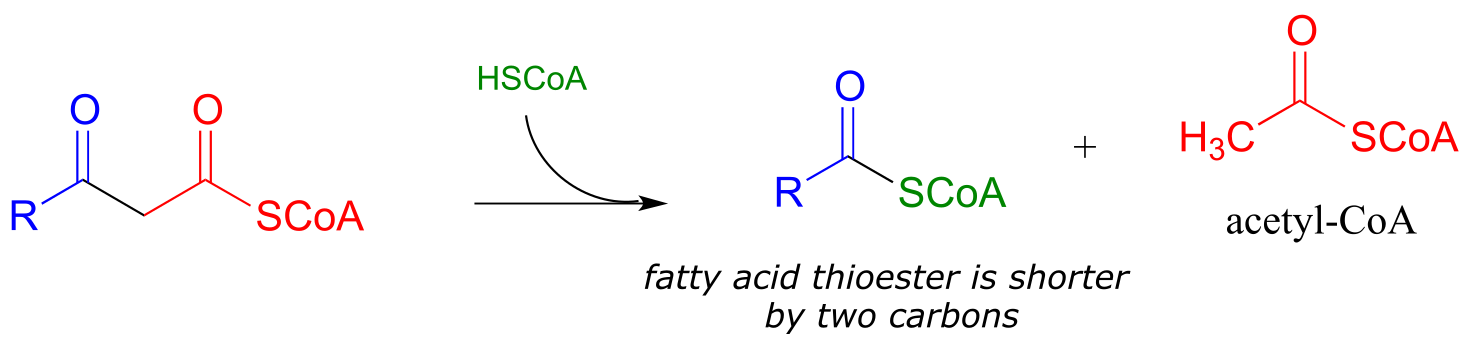 O
O
R
SCoA
HSCoA
O
R
SCoA
+
O
H₃C
SCoA
acetyl-CoA
fatty acid thioester is shorter
by two carbons